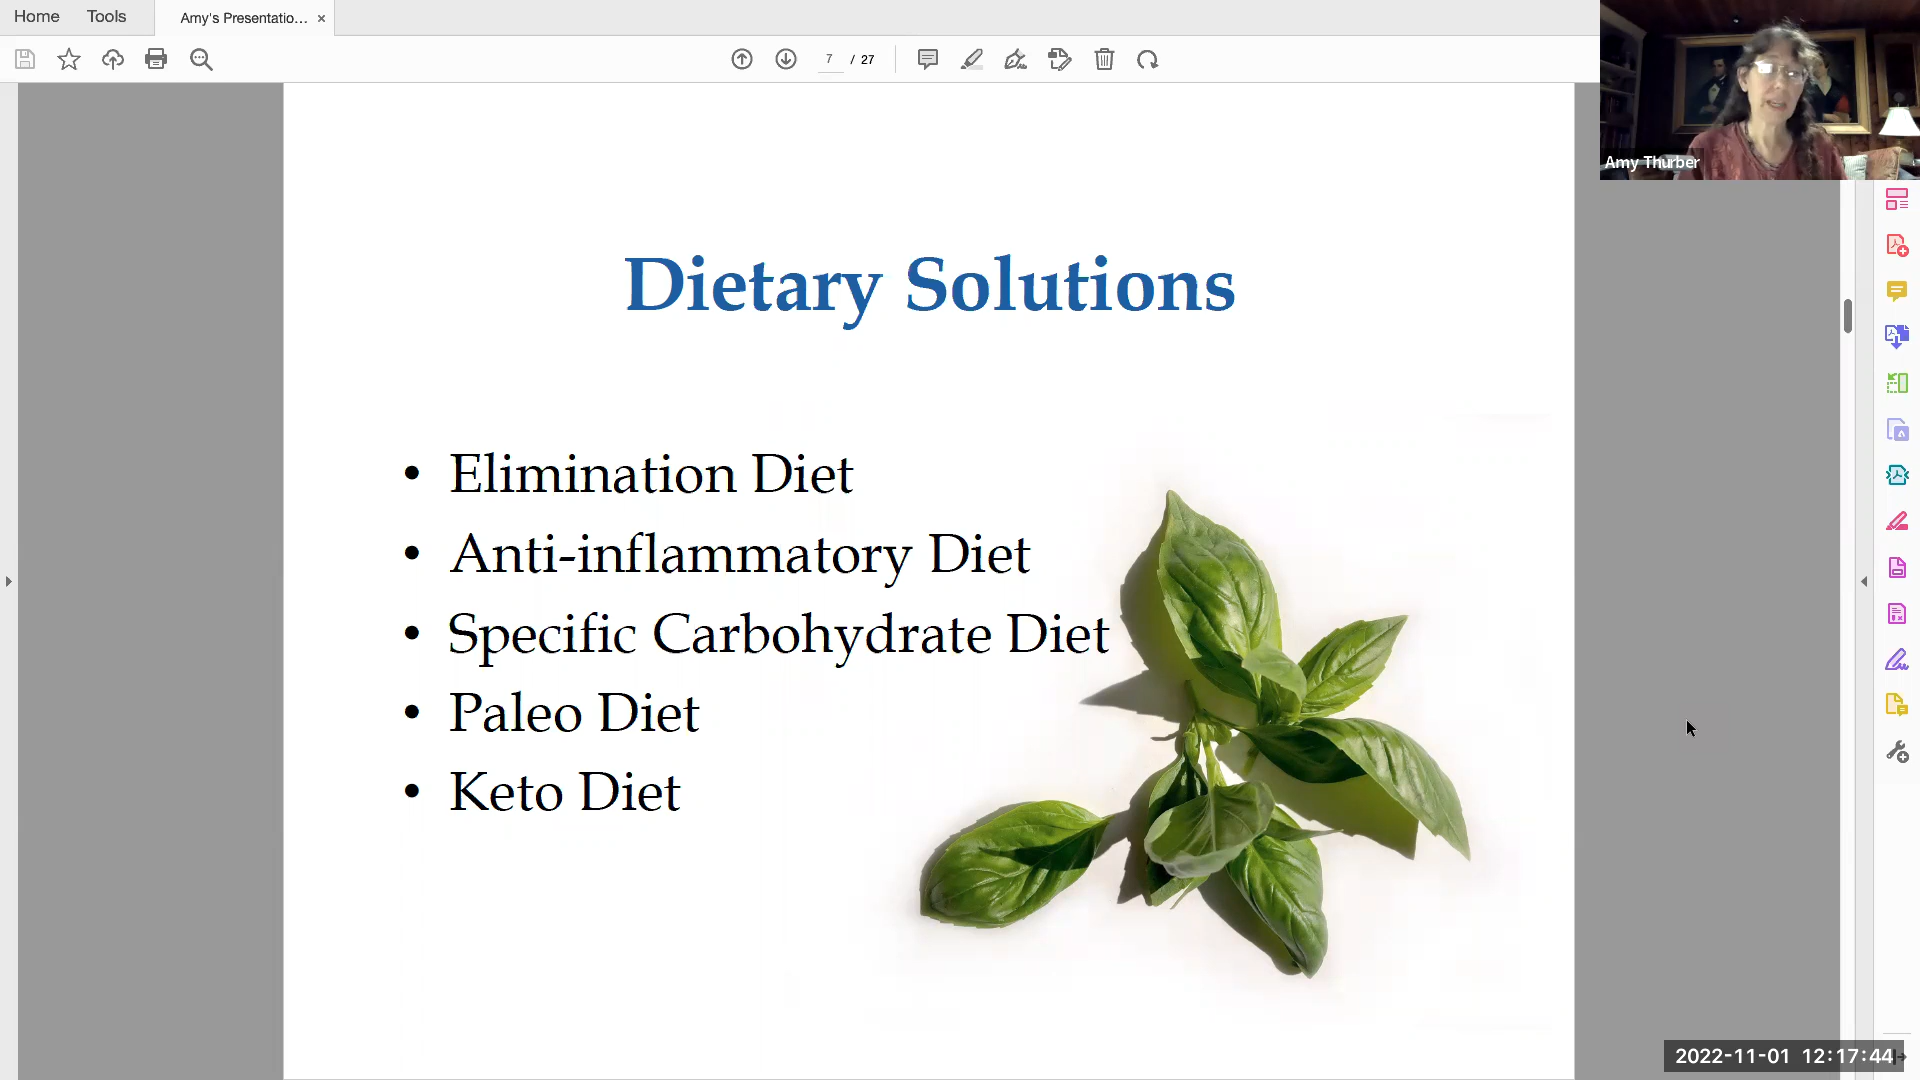 Home Tools Amy's Presentatio... ×
7 / 27
Amy Thurber
Dietary Solutions
• Elimination Diet
• Anti-inflammatory Diet
• Specific Carbohydrate Diet
• Paleo Diet
• Keto Diet
2022-11-01 12:17:44